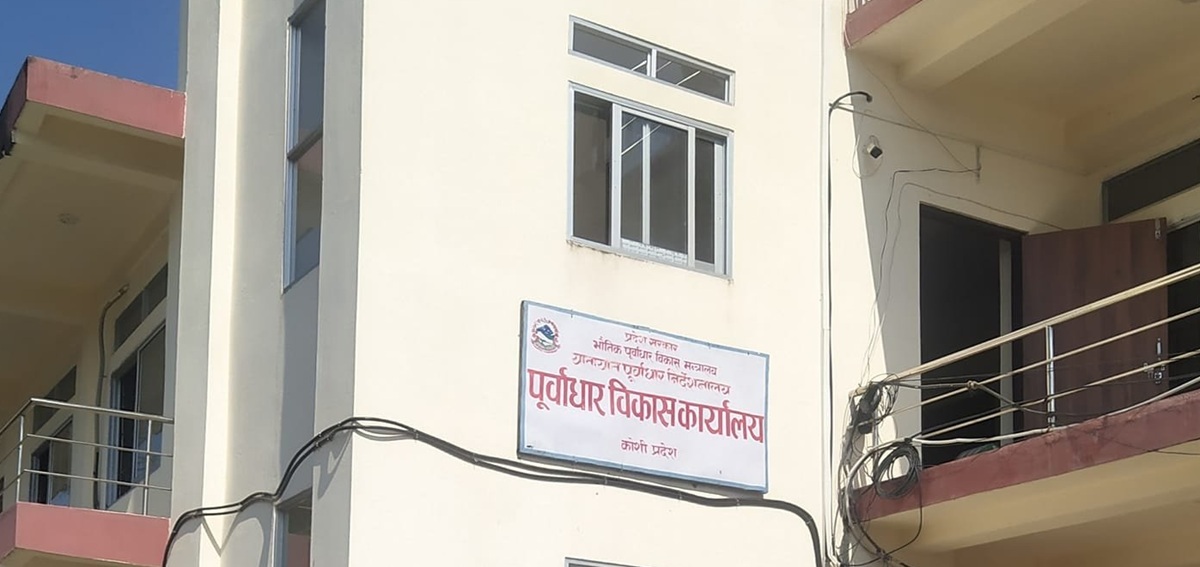 प्रदेश सरकार
भौतिक पूर्वाधार विकास मन्त्रालय
यातायात पूर्वाधार निर्देशनालय
पूर्वाधार विकास कार्यालय
कोशी प्रदेश